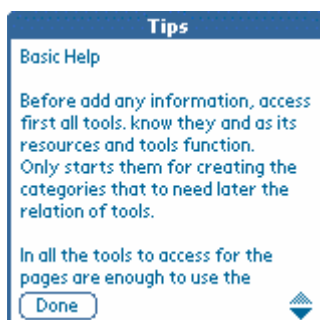 Tips
Basic Help
Before add any information, access
first all tools. know they and as its
resources and tools function.
Only starts them for creating the
categories that to need later the
relation of tools.
In all the tools to access for the
pages are enough to use the
Done